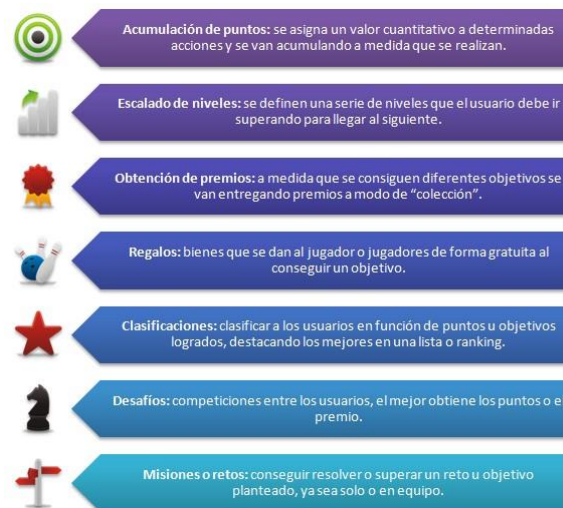 Acumulación de puntos: se asigna un valor cuantitativo a determinadas
acciones y se van acumulando a medida que se realizan.
Escalado de niveles: se definen una serie de niveles que el usuario debe ir
superando para llegar al siguiente.
Obtención de premios: a medida que se consiguen diferentes objetivos se
van entregando premios a modo de “colección”.
Regalos: bienes que se dan al jugador o jugadores de forma gratuita al
conseguir un objetivo.
Clasificaciones: clasificar a los usuarios en función de puntos u objetivos
logrados, destacando los mejores en una lista o ranking.
Desafíos: competiciones entre los usuarios, el mejor obtiene los puntos o e
premio.
Misiones o retos: conseguir resolver o superar un reto u objetivo
planteado, ya sea solo o en equipo.